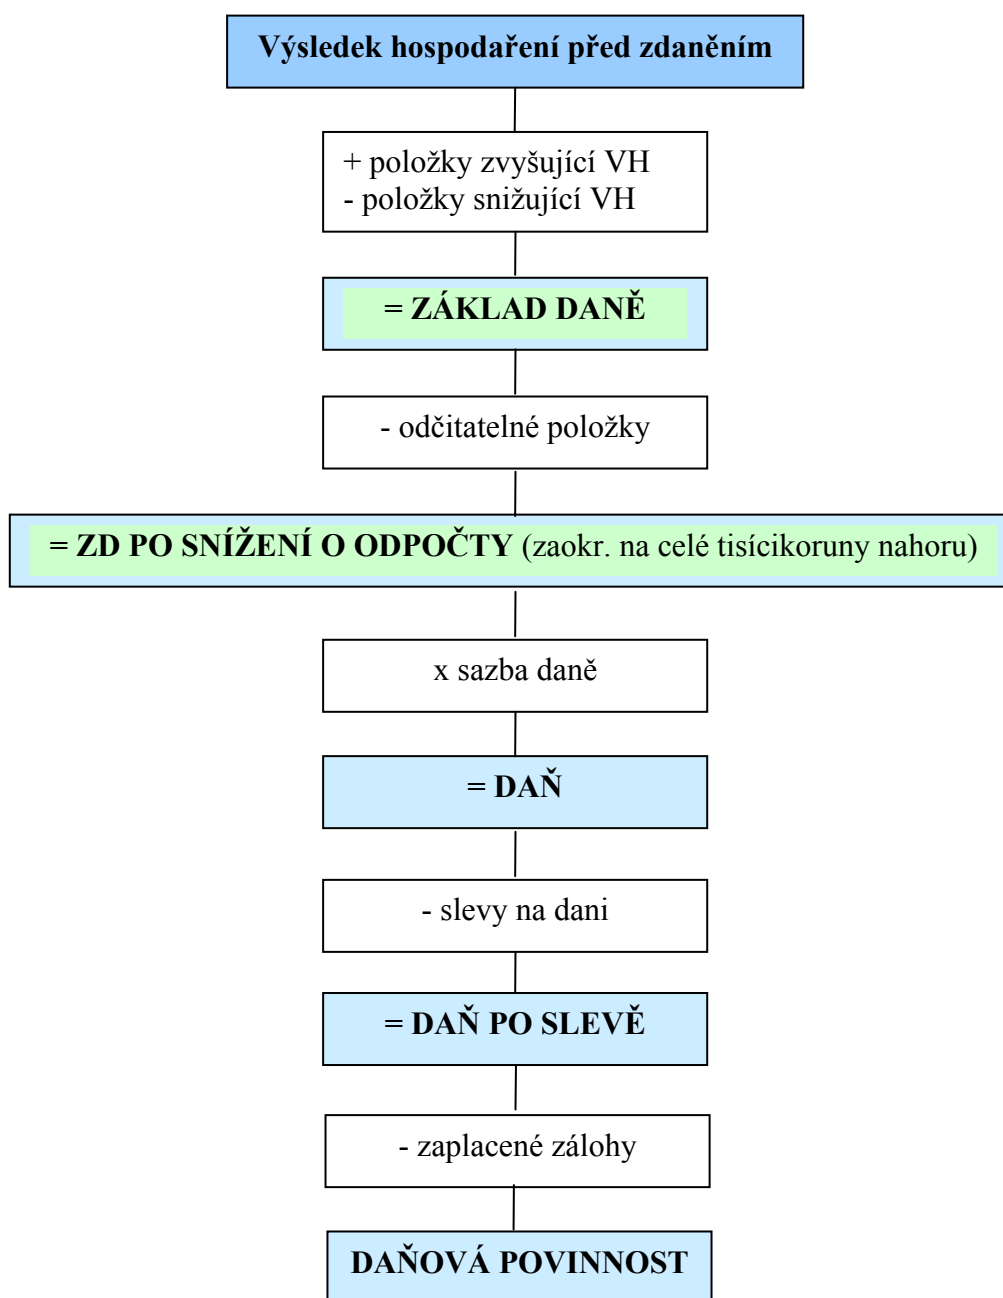 Výsledek hospodaření před zdaněním
+ položky zvyšující VH
- položky snižující VH
= ZÁKLAD DANĚ
- odčitatelné položky
= ZD PO SNÍŽENÍ O ODPOČTY (zaokr. na celé tisícikoruny nahoru)
x sazba daně
= DAŇ
- slevy na dani
= DAŇ PO SLEVĚ
- zaplacené zálohy
DAŇOVÁ POVINNOST